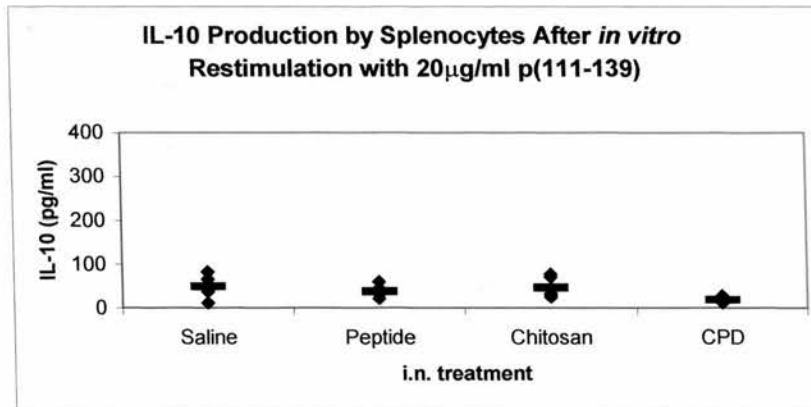 IL-10 Production by Splenocytes After in vitro
Restimulation with 20μg/ml p(111-139)
IL-10 (pg/ml)
400
300
200
100
0
Saline Peptide Chitosan CPD
i.n. treatment